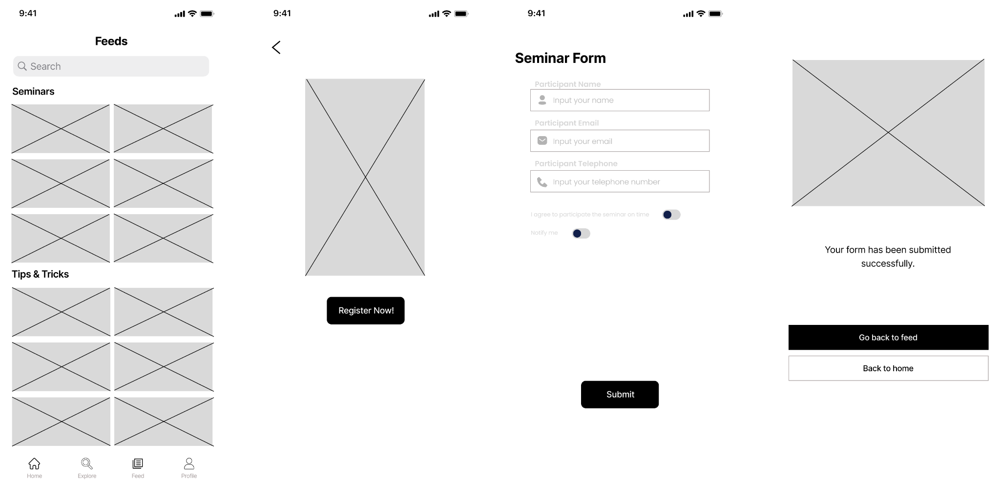 9:41
Feeds
Search
Seminars
Tips & Tricks
Home
Explore
Feed
Profile
9:41
Register Now!
9:41
Seminar Form
Participant Name
Input your name
Participant Email
Input your email
Participant Telephone
Input your telephone number
I agree to participate the seminar on time
Notify me
Submit
Your form has been submitted
successfully.
Go back to feed
Back to home